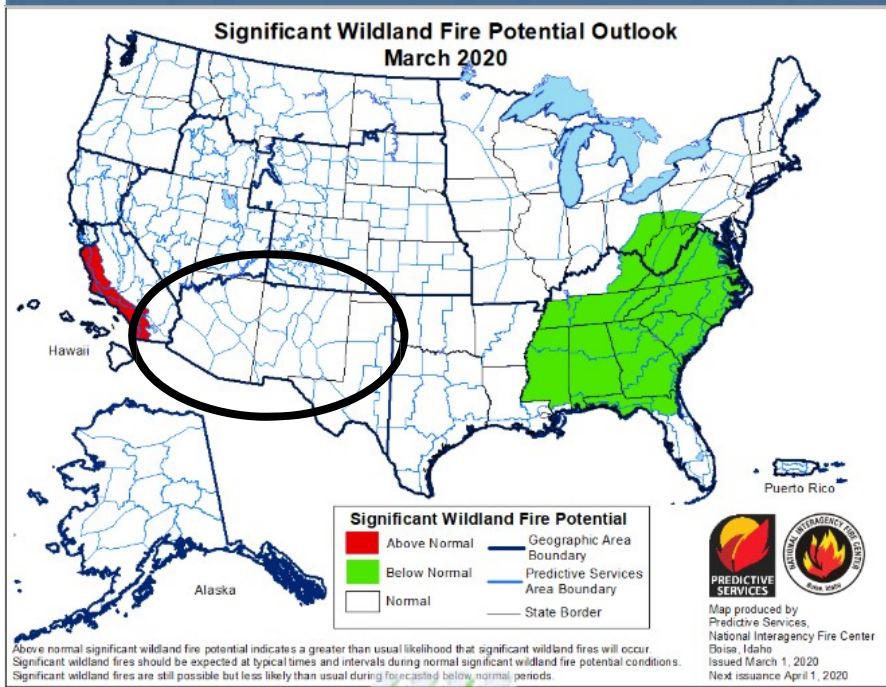 Significant Wildland Fire Potential Outlook
March 2020
Hawaii
Alaska
Puerto Rico
Significant Wildland Fire Potential
Above Normal
Below Normal
Normal
Geographic Area
Boundary
Predictive Services
Area Boundary
State Border
PREDICTIVE
SERVICES
NATIONAL INTERAGENCY FIRE CENTER
Boise, Idaho
Map produced by
Predictive Services,
National Interagency Fire Center
Boise, Idaho
Issued March 1, 2020
Next issuance April 1, 2020
Above normal significant wildland fire potential indicates a greater than usual likelihood that significant wildland fires will occur.
Significant wildland fires should be expected at typical times and intervals during normal significant wildland fire potential conditions.
Significant wildland fires are still possible but less likely than usual during forecasted below normal periods.